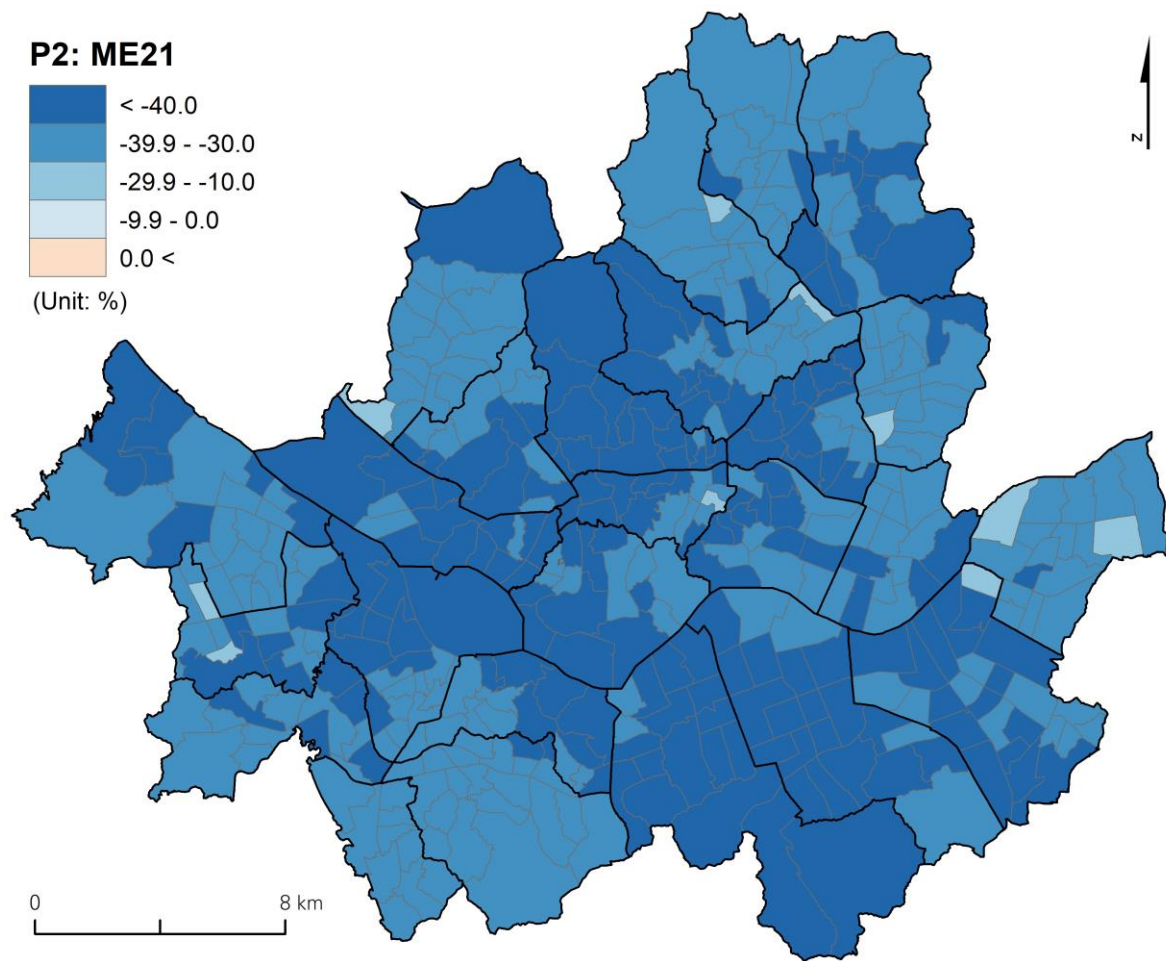 P2: ME21
< -40.0
-39.9 - -30.0
-29.9 - -10.0
-9.9 - 0.0
0.0 <
(Unit: %)
N
0 8 km